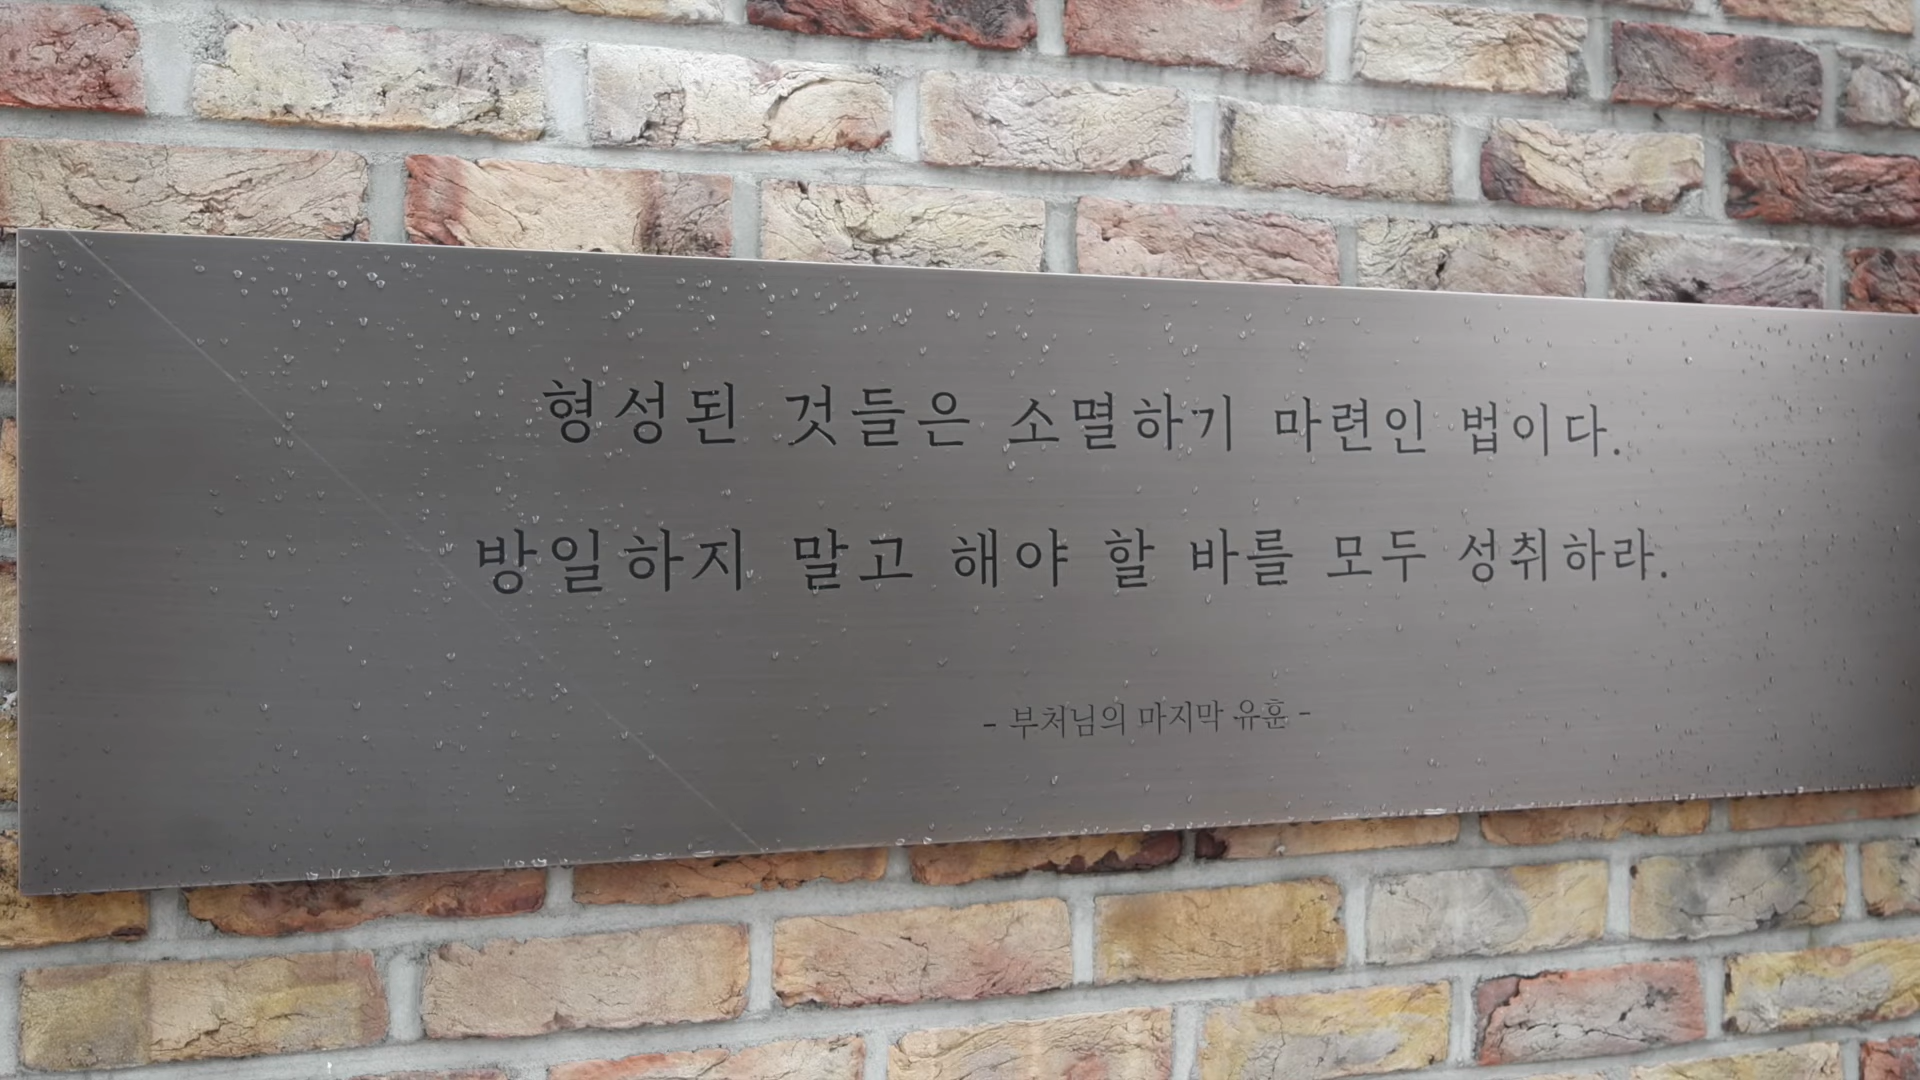 형성된 것들은 소멸하기 마련인 법이다.
방일하지 말고 해야 할 바를 모두 성취하라.
- 부처님의 마지막 유훈 -